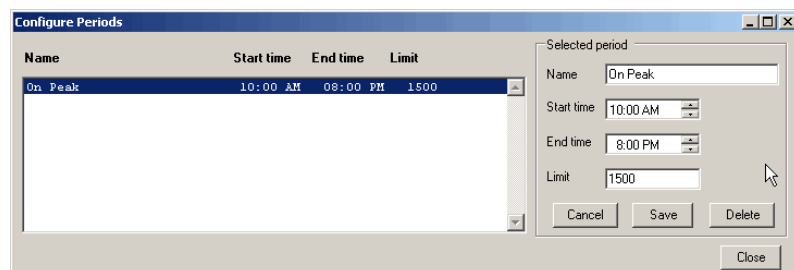 Configure Periods
Name Start time End time Limit
On Peak 10:00 AM 08:00 PM 1500
Selected period
Name On Peak
Start time 10:00 AM
End time 8:00 PM
Limit 1500
Cancel Save Delete
Close